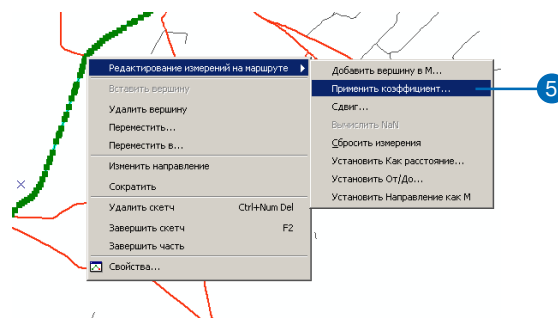 Редактирование измерений на маршруте
Вставить вершину
Удалить вершину
Переместить...
Переместить в...
Изменить направление
Сократить
Удалить скетч Ctrl+Num Del
Завершить скетч F2
Завершить часть
Свойства...
Добавить вершину в М...
Применить коэффициент...
Сдвиг...
Вычислить NaN
Сбросить измерения
Установить Как расстояние...
Установить От/До...
Установить Направление как М
5